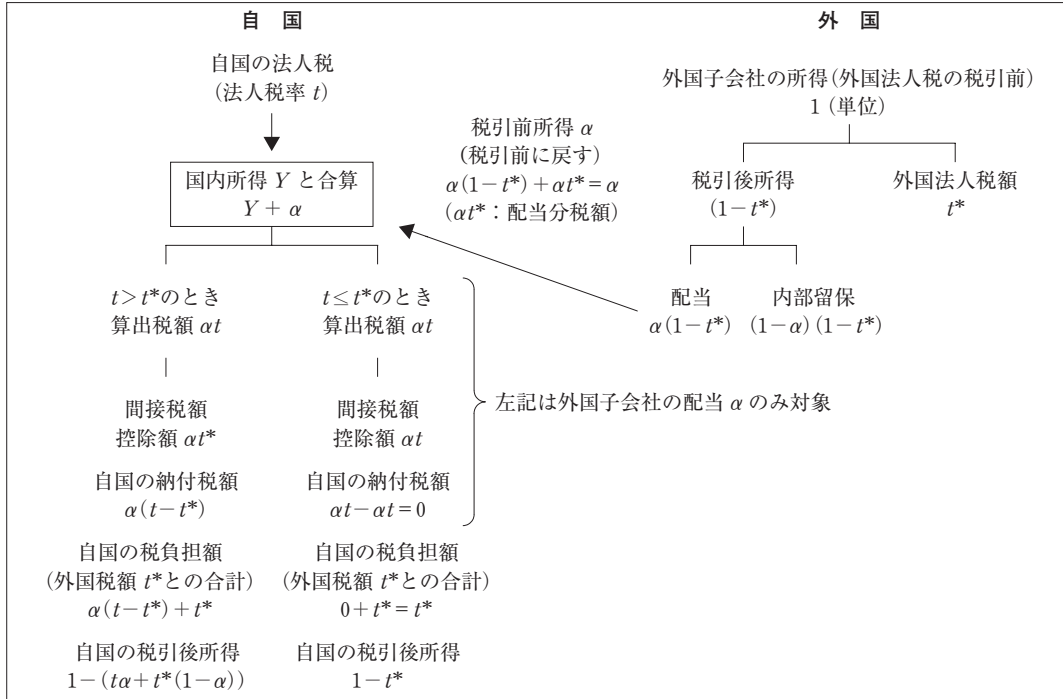 自 国
自国の法人税
(法人税率 t)
国内所得 Y と合算
Y + α
t > t* のとき
算出税額 αt
間接税額
控除額 αt*
自国の納付税額
α(t−t*)
自国の税負担額
(外国税額 t* との合計)
α(t−t*)+t*
自国の税引後所得
1−(tα+t*(1−α))
t ≤ t* のとき
算出税額 αt
間接税額
控除額 αt
自国の納付税額
αt−αt=0
自国の税負担額
(外国税額 t* との合計)
0+t*=t*
自国の税引後所得
1−t*
左記は外国子会社の配当 α のみ対象
税引前所得 α
(税引前に戻す)
α(1−t*)+αt*=α
(αt*：配当分税額)
外 国
外国子会社の所得(外国法人税の税引前)
1 (単位)
税引後所得
(1−t*)
外国法人税額
t*
配当
α(1−t*)
内部留保
(1−α)(1−t*)